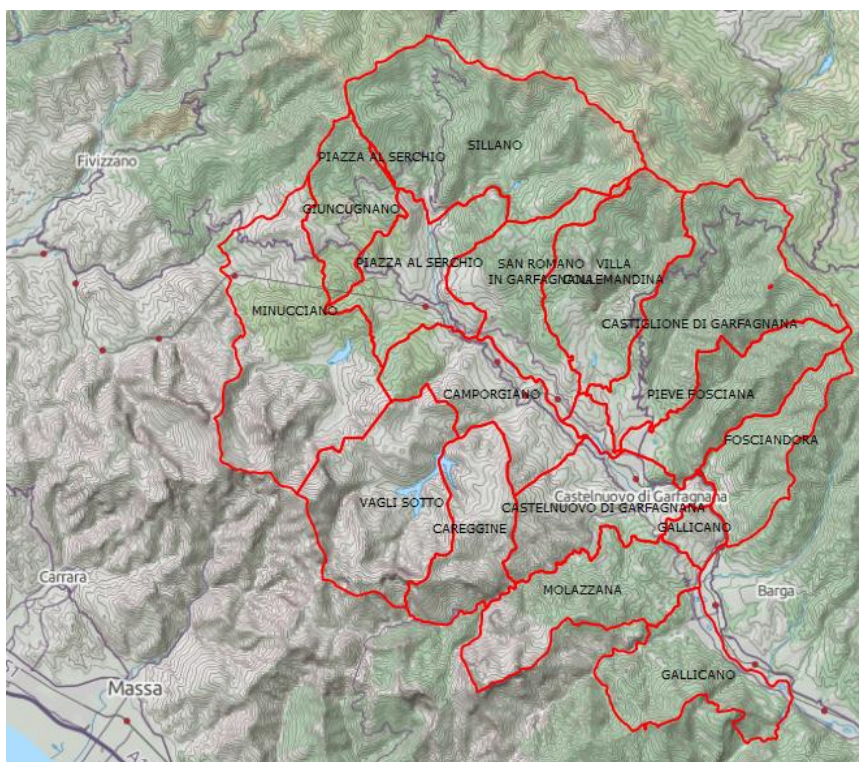 SILLANO
PIAZZA AL SERCHIO
Fivizzano
GIUNCUGNANO
PIAZZA AL SERCHIO
SAN ROMANO
IN GARFAGNANA
VILLA
COLLEMANDINA
MINUCCIANO
CASTIGLIONE DI GARFAGNANA
CAMPORGIANO
PIEVE FOSCIANA
FOSCIANDORA
Castelnuovo di Garfagnana
VAGLI SOTTO
CASTELNUOVO DI GARFAGNANA
CAREGGINE
GALLICANO
Carrara
MOLAZZANA
Barga
GALLICANO
Massa